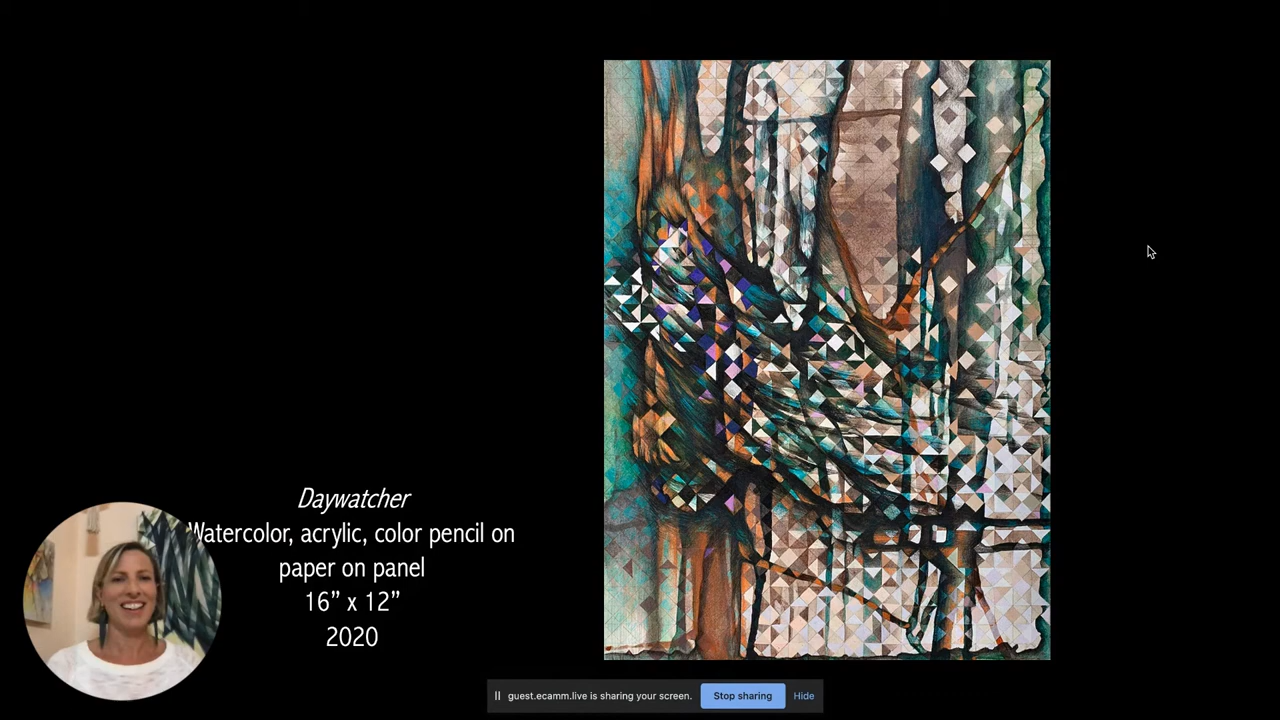 Daywatcher
Watercolor, acrylic, color pencil on
paper on panel
16” x 12”
2020
guest.ecamm.live is sharing your screen.
Stop sharing
Hide